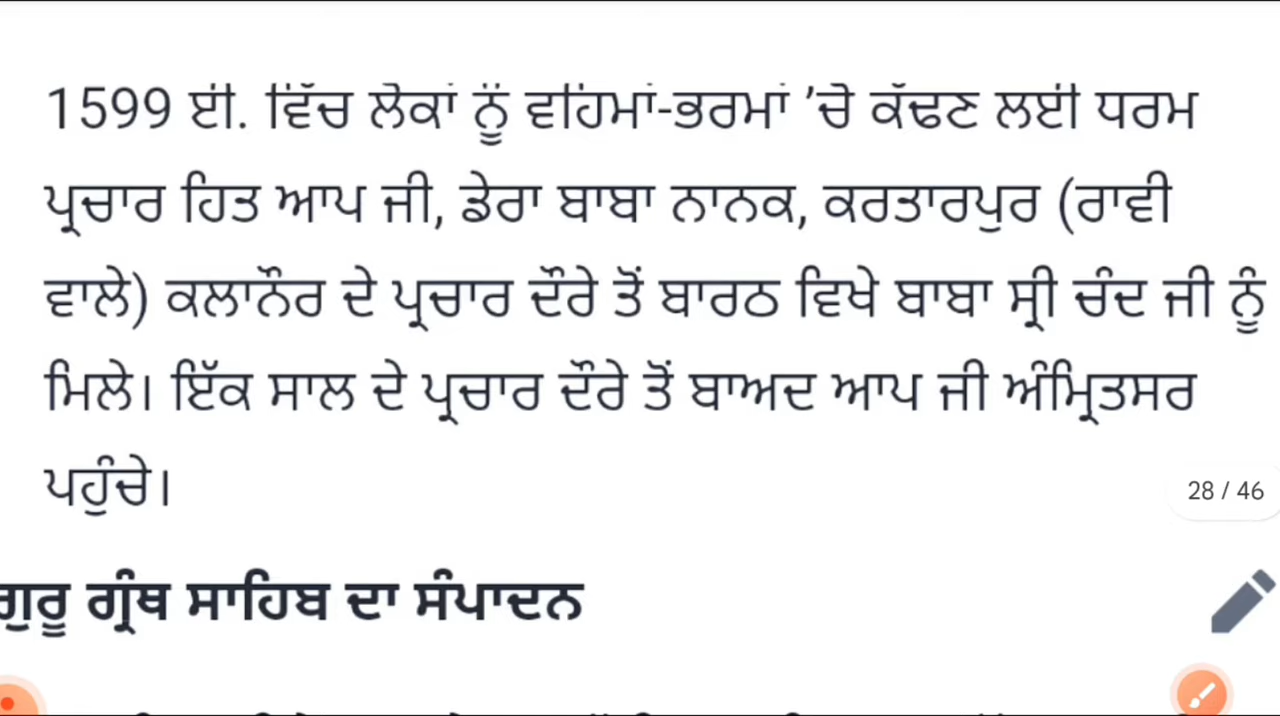 1599 ਈ. ਵਿੱਚ ਲੋਕਾਂ ਨੂੰ ਵਹਿਮਾਂ-ਭਰਮਾਂ ’ਚੋਂ ਕੱਢਣ ਲਈ ਧਰਮ
ਪ੍ਰਚਾਰ ਹਿਤ ਆਪ ਜੀ, ਡੇਰਾ ਬਾਬਾ ਨਾਨਕ, ਕਰਤਾਰਪੁਰ (ਰਾਵੀ
ਵਾਲੇ) ਕਲਾਨੌਰ ਦੇ ਪ੍ਰਚਾਰ ਦੌਰੇ ਤੋਂ ਬਾਰਠ ਵਿਖੇ ਬਾਬਾ ਸ੍ਰੀ ਚੰਦ ਜੀ ਨੂੰ
ਮਿਲੇ। ਇੱਕ ਸਾਲ ਦੇ ਪ੍ਰਚਾਰ ਦੌਰੇ ਤੋਂ ਬਾਅਦ ਆਪ ਜੀ ਅੰਮ੍ਰਿਤਸਰ
ਪਹੁੰਚੇ।
28 / 46
ਗੁਰੂ ਗ੍ਰੰਥ ਸਾਹਿਬ ਦਾ ਸੰਪਾਦਨ